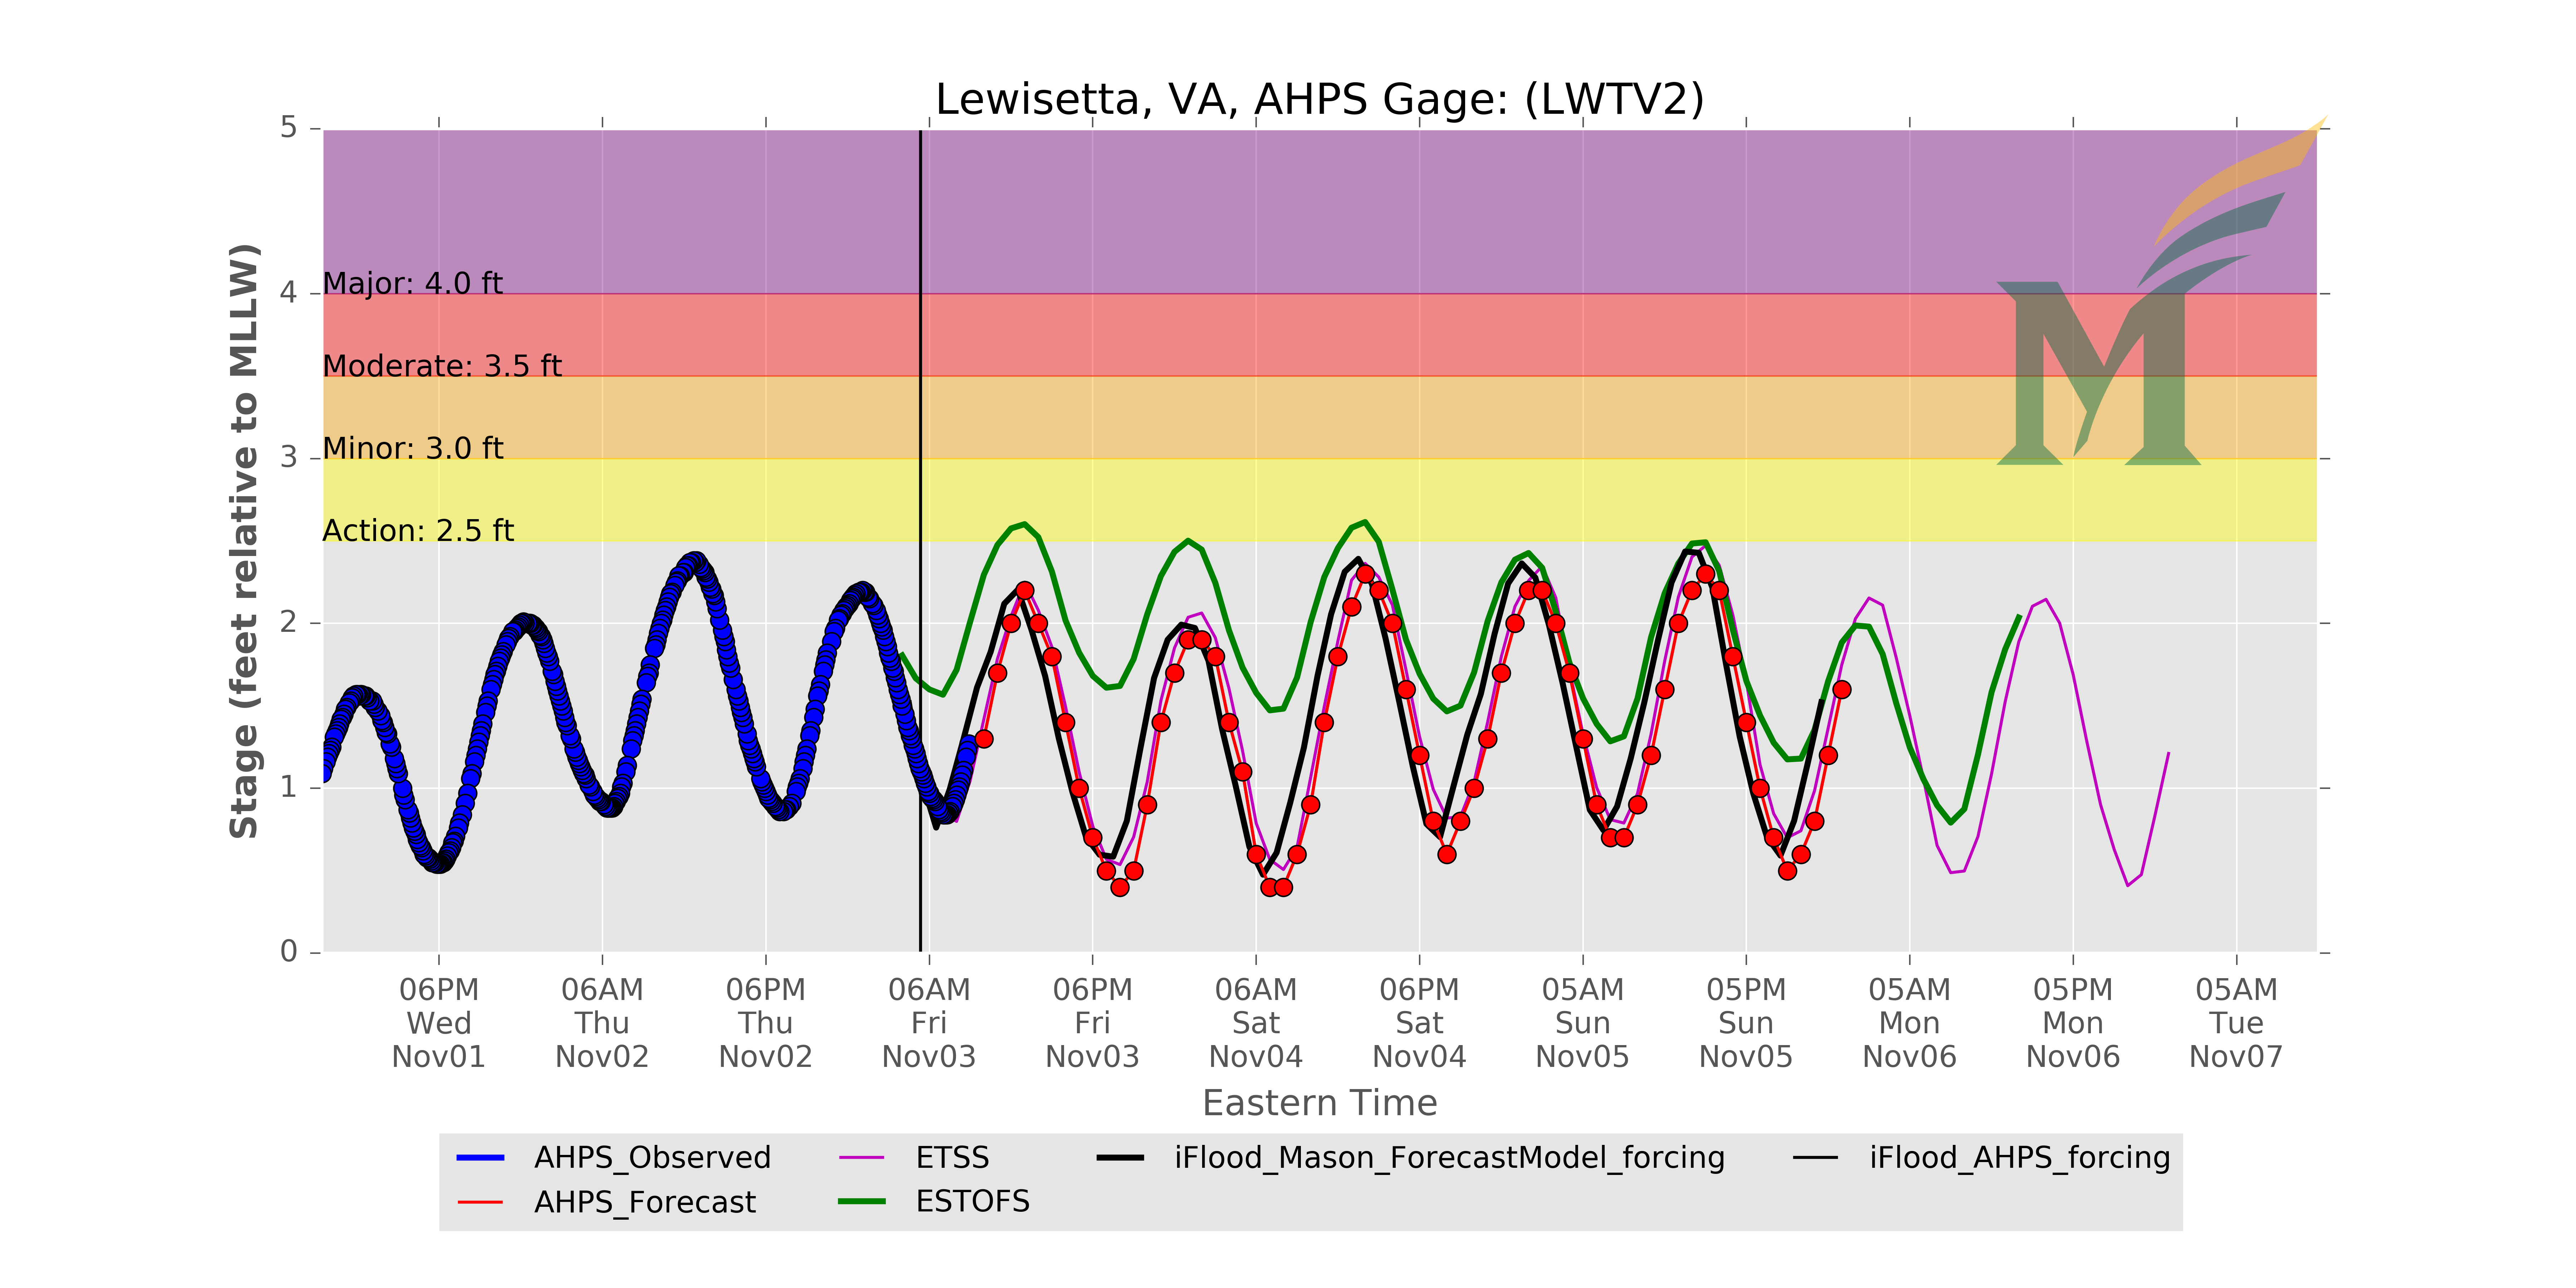 Lewisetta, VA, AHPS Gage: (LWTV2)
Stage (feet relative to MLLW)
5
4
3
2
1
0
Major: 4.0 ft
Moderate: 3.5 ft
Minor: 3.0 ft
Action: 2.5 ft
06PM Wed Nov01
06AM Thu Nov02
06PM Thu Nov02
06AM Fri Nov03
06PM Fri Nov03
06AM Sat Nov04
06PM Sat Nov04
05AM Sun Nov05
05PM Sun Nov05
05AM Mon Nov06
05PM Mon Nov06
05AM Tue Nov07
Eastern Time
AHPS_Observed
AHPS_Forecast
ETSS
ESTOFS
iFlood_Mason_ForecastModel_forcing
iFlood_AHPS_forcing
M